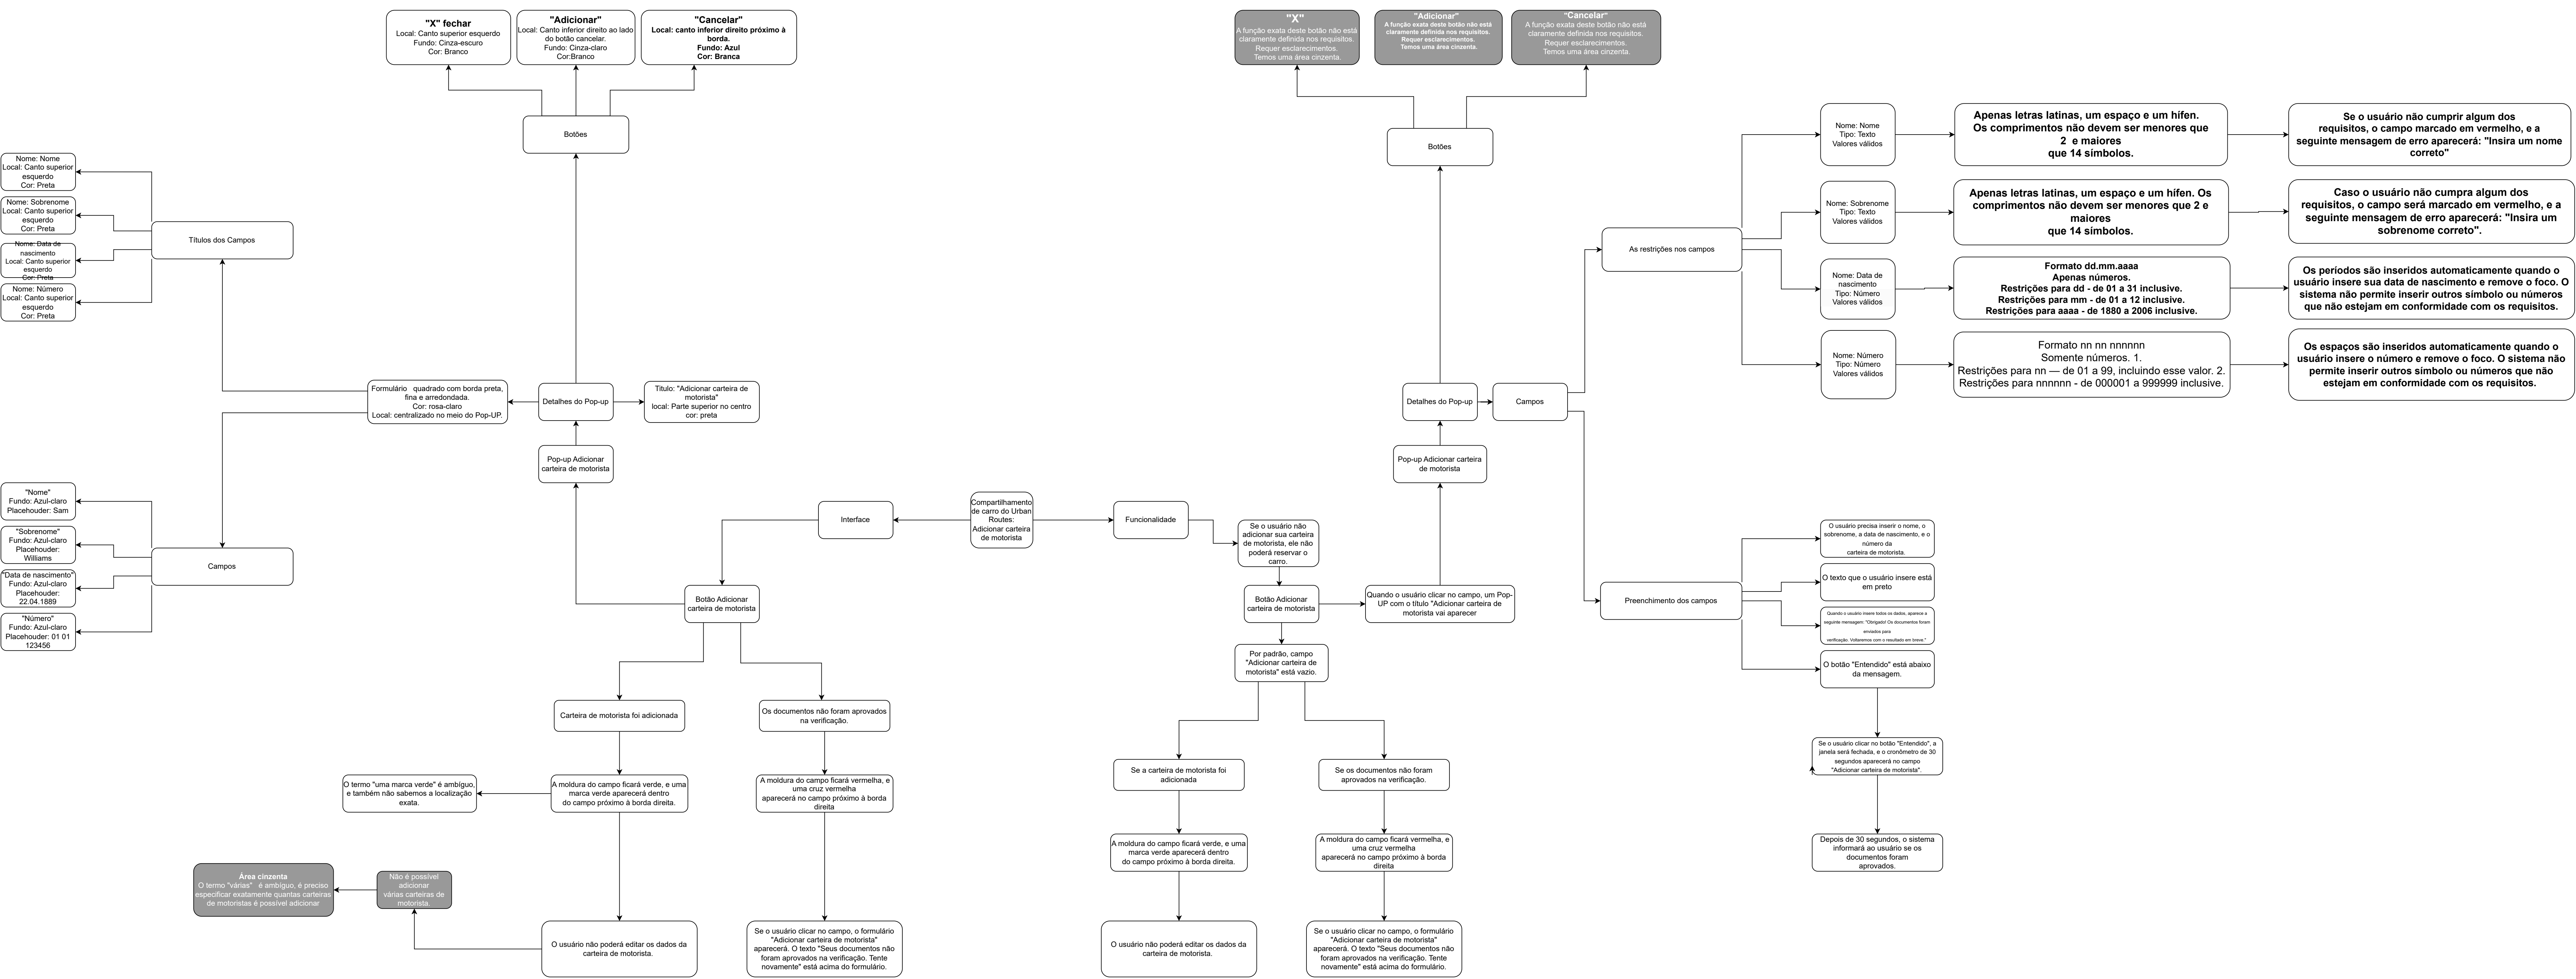 "X" fechar
Local: Canto superior esquerdo
Fundo: Cinza-escuro
Cor: Branco
"Adicionar"
Local: Canto inferior direito ao lado
do botão cancelar.
Fundo: Cinza-claro
Cor:Branco
"Cancelar"
Local: canto inferior direito próximo à
borda.
Fundo: Azul
Cor: Branca
Botões
Nome: Nome
Local: Canto superior
esquerdo
Cor: Preta
Nome: Sobrenome
Local: Canto superior
esquerdo
Cor: Preta
Nome: Data de
nascimento
Local: Canto superior
esquerdo
Cor: Preta
Nome: Número
Local: Canto superior
esquerdo
Cor: Preta
Títulos dos Campos
Formulário quadrado com borda preta,
fina e arredondada.
Cor: rosa-claro
Local: centralizado no meio do Pop-UP.
Detalhes do Pop-up
Titulo: "Adicionar carteira de
motorista"
local: Parte superior no centro
cor: preta
Pop-up Adicionar
carteira de motorista
"Nome"
Fundo: Azul-claro
Placehouder: Sam
"Sobrenome"
Fundo: Azul-claro
Placehouder:
Williams
"Data de nascimento"
Fundo: Azul-claro
Placehouder:
22.04.1889
"Número"
Fundo: Azul-claro
Placehouder: 01 01
123456
Campos
Interface
Compartilhamento
de carro do Urban
Routes:
Adicionar carteira
de motorista
Funcionalidade
Botão Adicionar
carteira de motorista
Carteira de motorista foi adicionada
Os documentos não foram aprovados
na verificação.
O termo "uma marca verde" é ambíguo,
e também não sabemos a localização
exata.
A moldura do campo ficará verde, e uma
marca verde aparecerá dentro
do campo próximo à borda direita.
A moldura do campo ficará vermelha, e
uma cruz vermelha
aparecerá no campo próximo à borda
direita
Área cinzenta
O termo "várias" é ambíguo, é preciso
especificar exatamente quantas carteiras
de motoristas é possível adicionar
Não é possível
adicionar
várias carteiras de
motorista.
O usuário não poderá editar os dados da
carteira de motorista.
Se o usuário clicar no campo, o formulário
"Adicionar carteira de motorista"
aparecerá. O texto "Seus documentos não
foram aprovados na verificação. Tente
novamente" está acima do formulário.
"X"
A função exata deste botão não está
claramente definida nos requisitos.
Requer esclarecimentos.
Temos uma área cinzenta.
"Adicionar"
A função exata deste botão não está
claramente definida nos requisitos.
Requer esclarecimentos.
Temos uma área cinzenta.
"Cancelar"
A função exata deste botão não está
claramente definida nos requisitos.
Requer esclarecimentos.
Temos uma área cinzenta.
Botões
Detalhes do Pop-up
Campos
Pop-up Adicionar carteira
de motorista
Se o usuário não
adicionar sua carteira
de motorista, ele não
poderá reservar o
carro.
Botão Adicionar
carteira de motorista
Quando o usuário clicar no campo, um Pop-
UP com o título "Adicionar carteira de
motorista vai aparecer
Por padrão, campo
"Adicionar carteira de
motorista" está vazio.
Se a carteira de motorista foi
adicionada
Se os documentos não foram
aprovados na verificação.
A moldura do campo ficará verde, e uma
marca verde aparecerá dentro
do campo próximo à borda direita.
A moldura do campo ficará vermelha, e
uma cruz vermelha
aparecerá no campo próximo à borda
direita
O usuário não poderá editar os dados da
carteira de motorista.
Se o usuário clicar no campo, o formulário
"Adicionar carteira de motorista"
aparecerá. O texto "Seus documentos não
foram aprovados na verificação. Tente
novamente" está acima do formulário.
As restrições nos campos
Nome: Nome
Tipo: Texto
Valores válidos
Apenas letras latinas, um espaço e um hífen.
Os comprimentos não devem ser menores que
2 e maiores
que 14 símbolos.
Se o usuário não cumprir algum dos
requisitos, o campo marcado em vermelho, e a
seguinte mensagem de erro aparecerá: "Insira um nome
correto"
Nome: Sobrenome
Tipo: Texto
Valores válidos
Apenas letras latinas, um espaço e um hífen. Os
comprimentos não devem ser menores que 2 e
maiores
que 14 símbolos.
Caso o usuário não cumpra algum dos
requisitos, o campo será marcado em vermelho, e a
seguinte mensagem de erro aparecerá: "Insira um
sobrenome correto".
Nome: Data de
nascimento
Tipo: Número
Valores válidos
Formato dd.mm.aaaa
Apenas números.
Restrições para dd - de 01 a 31 inclusive.
Restrições para mm - de 01 a 12 inclusive.
Restrições para aaaa - de 1880 a 2006 inclusive.
Os períodos são inseridos automaticamente quando o
usuário insere sua data de nascimento e remove o foco. O
sistema não permite inserir outros símbolo ou números
que não estejam em conformidade com os requisitos.
Nome: Número
Tipo: Número
Valores válidos
Formato nn nn nnnnnn
Somente números. 1.
Restrições para nn — de 01 a 99, incluindo esse valor. 2.
Restrições para nnnnnn - de 000001 a 999999 inclusive.
Os espaços são inseridos automaticamente quando o
usuário insere o número e remove o foco. O sistema não
permite inserir outros símbolo ou números que não
estejam em conformidade com os requisitos.
Preenchimento dos campos
O usuário precisa inserir o nome, o
sobrenome, a data de nascimento, e o
número da
carteira de motorista.
O texto que o usuário insere está
em preto
Quando o usuário insere todos os dados, aparece a
seguinte mensagem: "Obrigado! Os documentos foram
enviados para
verificação. Voltaremos com o resultado em breve."
O botão "Entendido" está abaixo
da mensagem.
Se o usuário clicar no botão "Entendido", a
janela será fechada, e o cronômetro de 30
segundos aparecerá no campo
"Adicionar carteira de motorista".
Depois de 30 segundos, o sistema
informará ao usuário se os
documentos foram
aprovados.